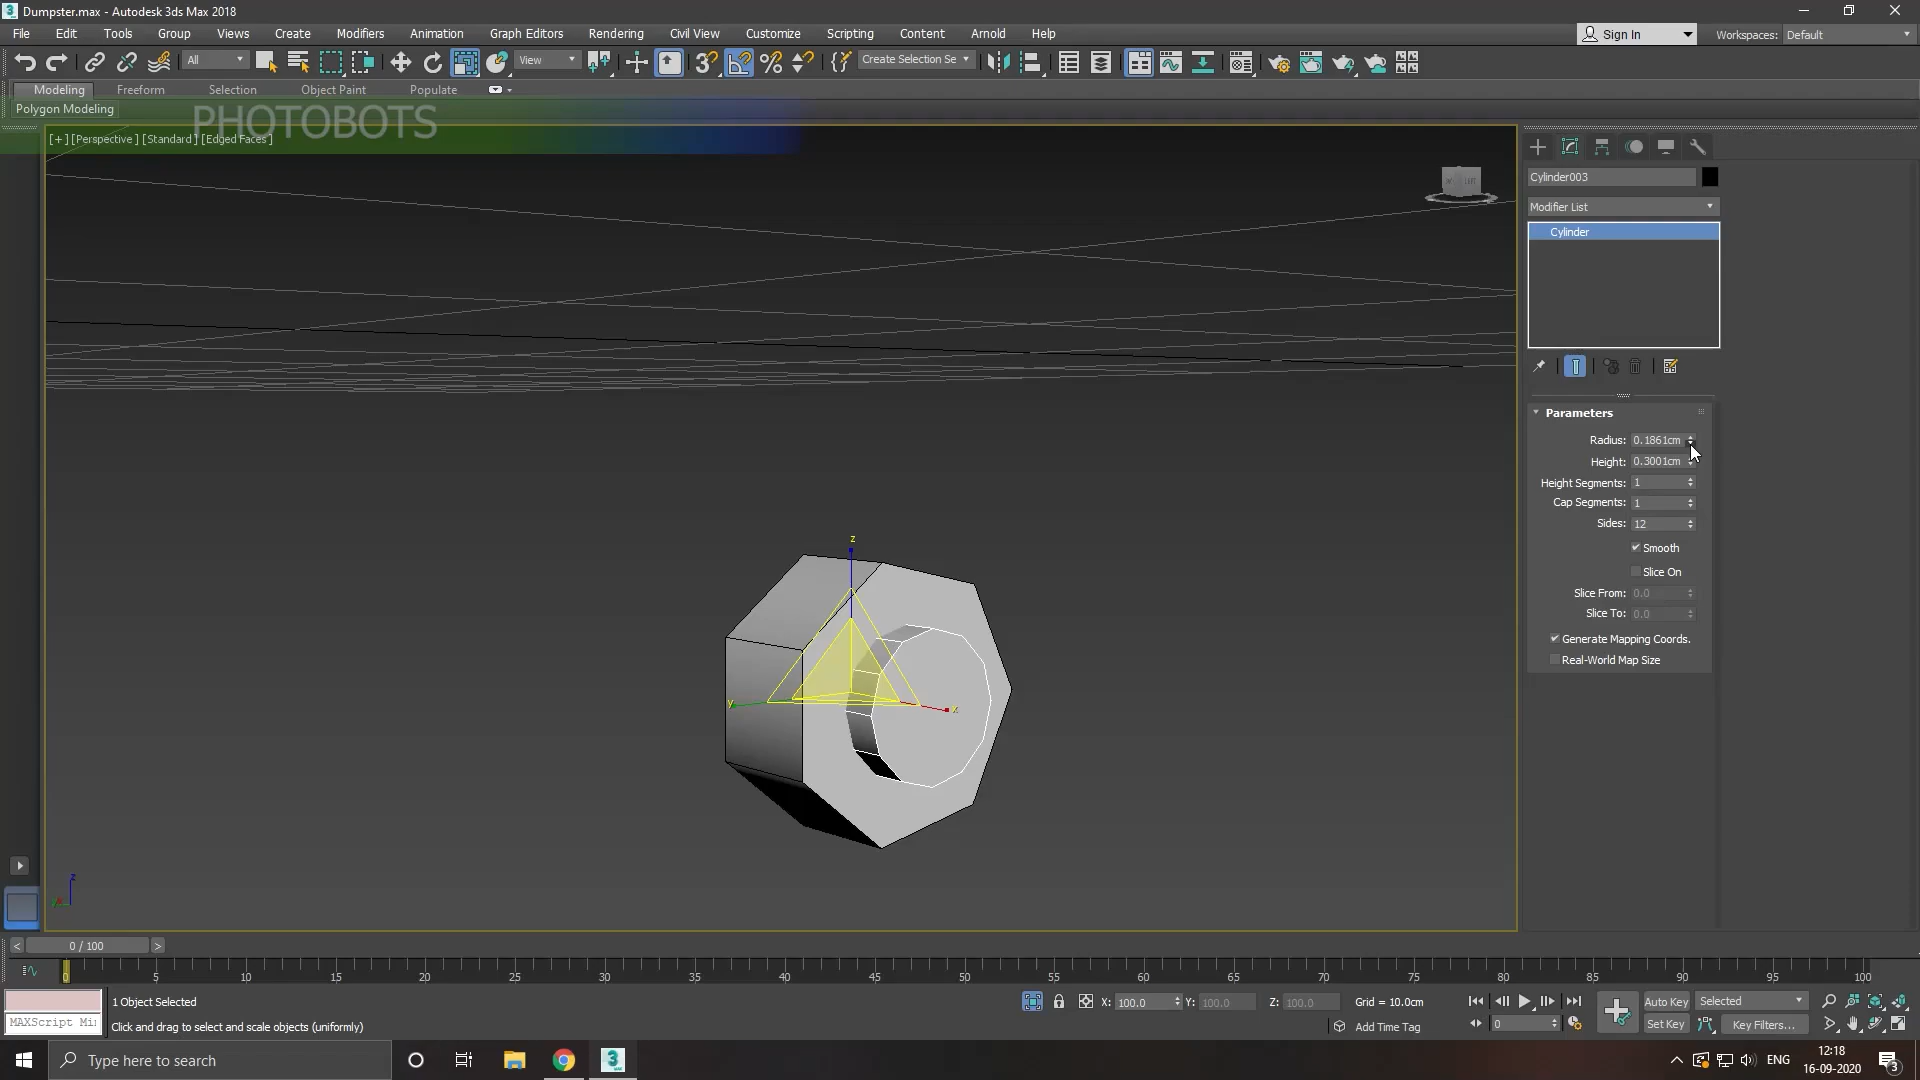 Dumpster.max - Autodesk 3ds Max 2018
File Edit Tools Group Views Create Modifiers Animation Graph Editors Rendering Civil View Customize Scripting Content Arnold Help
Sign In Workspaces: Default
All View Create Selection Se
Modeling Freeform Selection Object Paint Populate
Polygon Modeling
PHOTOBOTS
[+] [Perspective ] [Standard ] [Edged Faces ]
Cylinder003
Modifier List
Cylinder
Parameters
Radius: 0.1861cm
Height: 0.3001cm
Height Segments: 1
Cap Segments: 1
Sides: 12
Smooth
Slice On
Slice From: 0.0
Slice To: 0.0
Generate Mapping Coords.
Real-World Map Size
z
y
x
z
0 / 100
0 5 10 15 20 25 30 35 40 45 50 55 60 65 70 75 80 85 90 95 100
1 Object Selected
X: 100.0 Y: 100.0 Z: 100.0 Grid = 10.0cm
Auto Key Selected
MAXScript Mi
Click and drag to select and scale objects (uniformly)
Add Time Tag
0
Set Key Key Filters...
Type here to search
ENG
12:18
16-09-2020
3